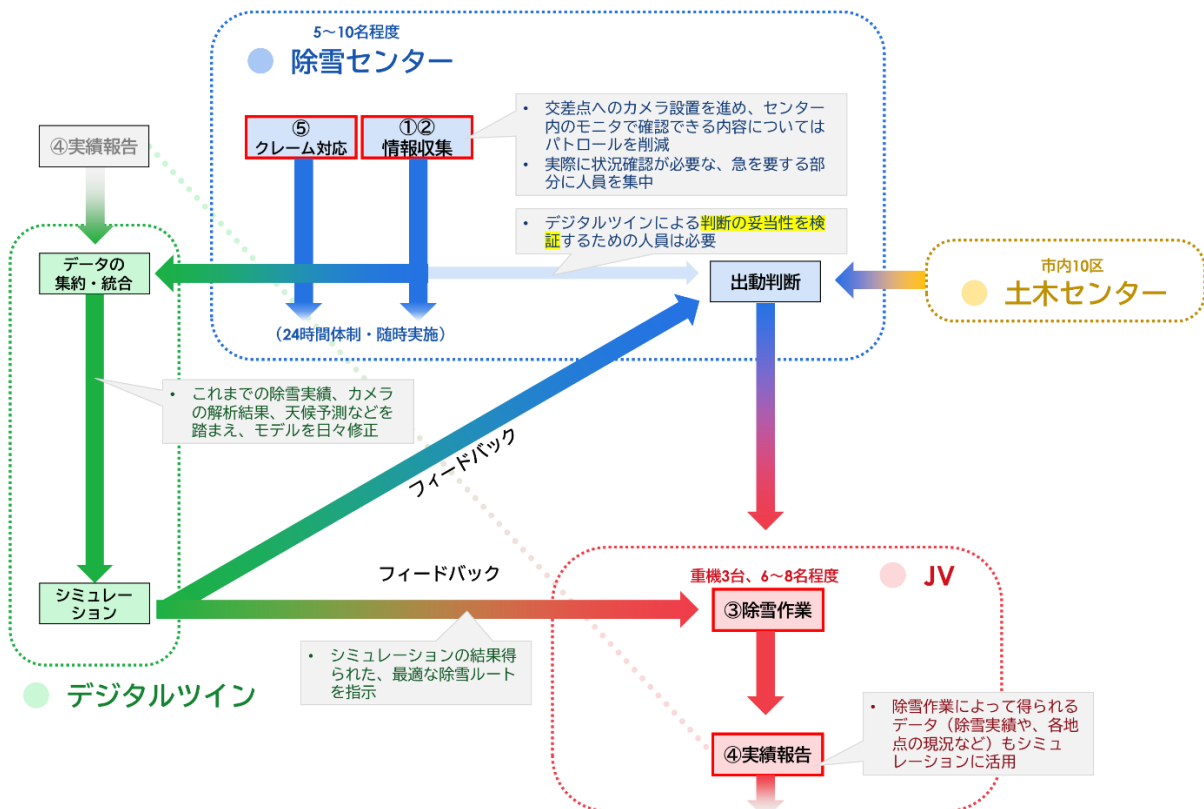 5〜10名程度
除雪センター
⑤
クレーム対応
①②
情報収集
• 交差点へのカメラ設置を進め、センター
内のモニタで確認できる内容については
パトロールを削減
• 実際に状況確認が必要な、急を要する部
分に人員を集中
④実績報告
• デジタルツインによる判断の妥当性を検
証するための人員は必要
データの
集約・統合
出動判断
市内10区
土木センター
（24時間体制・随時実施）
• これまでの除雪実績、カメラ
の解析結果、天候予測などを
踏まえ、モデルを日々修正
フィードバック
フィードバック
シミュレー
ション
重機3台、6〜8名程度
JV
③除雪作業
• シミュレーションの結果得
られた、最適な除雪ルート
を指示
デジタルツイン
④実績報告
• 除雪作業によって得られる
データ（除雪実績や、各地
点の現況など）もシミュ
レーションに活用